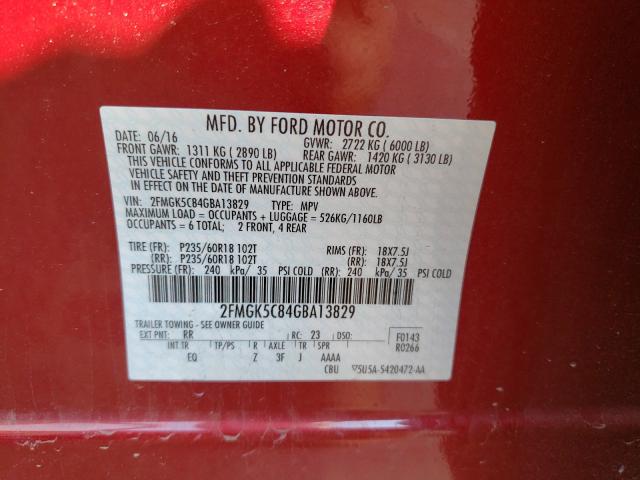 MFD. BY FORD MOTOR CO.
DATE: 06/16 GVWR: 2722 KG ( 6000 LB)
FRONT GAWR: 1311 KG ( 2890 LB) REAR GAWR: 1420 KG ( 3130 LB)
THIS VEHICLE CONFORMS TO ALL APPLICABLE FEDERAL MOTOR
VEHICLE SAFETY AND THEFT PREVENTION STANDARDS
IN EFFECT ON THE DATE OF MANUFACTURE SHOWN ABOVE.
VIN: 2FMGK5C84GBA13829 TYPE: MPV
MAXIMUM LOAD = OCCUPANTS + LUGGAGE = 526KG/1160LB
OCCUPANTS = 6 TOTAL; 2 FRONT, 4 REAR
TIRE (FR): P235/60R18 102T RIMS (FR): 18X7.5J
(RR): P235/60R18 102T (RR): 18X7.5J
PRESSURE (FR): 240 kPa/ 35 PSI COLD (RR): 240 kPa/ 35 PSI COLD
2FMGK5C84GBA13829
TRAILER TOWING - SEE OWNER GUIDE
EXT PNT: RR RC: 23 DSO: F0143
INT TR TP/PS R AXLE TR SPR R0266
EQ Z 3F J AAAA
CBU 5U5A-5420472-AA